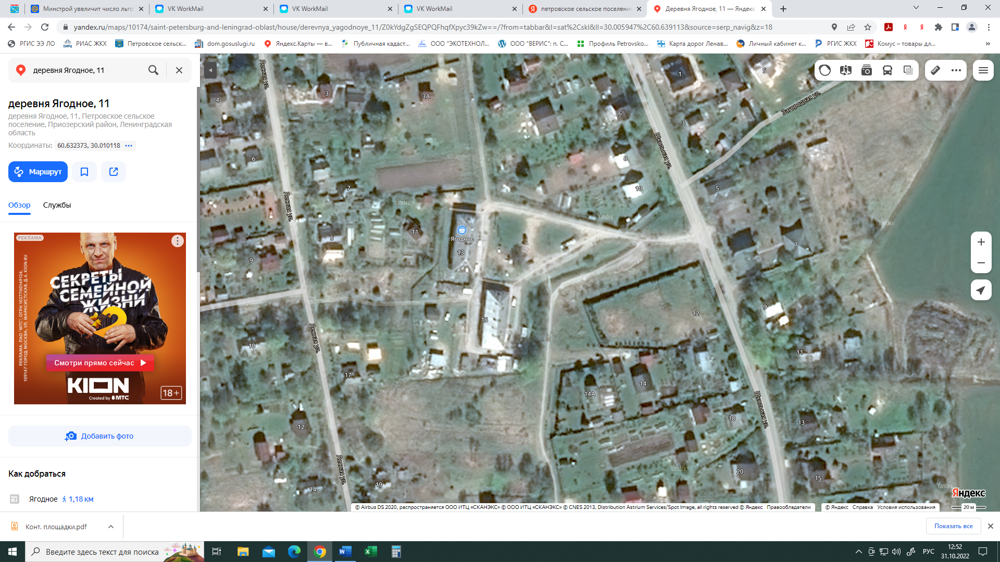 Минстрой увеличит число льго
VK WorkMail
VK WorkMail
VK WorkMail
петровское сельское поселение
Деревня Ягодное, 11 — Яндекс
yandex.ru/maps/10174/saint-petersburg-and-leningrad-oblast/house/derevnya_yagodnoye_11/Z0kYdgZgSEQPQFhqfXpyc39kZw==/?from=tabbar&l=sat%2Cskl&ll=30.005947%2C60.639113&source=serp_navig&z=18
РГИС ЭЭ ЛО
РИАС ЖКХ
Петровское сельск...
dom.gosuslugi.ru
Яндекс.Карты — в...
Публичная кадаст...
ООО "ЭКОТЕХНОЛ...
ООО "ВЕРИС": п. С...
Профиль Petrovsko...
Карта дорог Ленав...
Личный кабинет к...
РГИС ЖКХ
Комус – товары дл...
деревня Ягодное, 11
деревня Ягодное, 11
деревня Ягодное, 11, Петровское сельское
поселение, Приозерский район, Ленинградская
область
Координаты: 60.632373, 30.010118
Маршрут
Обзор
Службы
РЕКЛАМА
РЕКЛАМА. ПАО "МТС". ОГРН 1027700149124,
109147 ГОРОД МОСКВА, УЛ. МАРКСИСТСКАЯ, Д.4, KION.RU
СЕКРЕТЫ
СЕМЕЙНОЙ
ЖИЗНИ
2
Смотри прямо сейчас
KION
Created by МТС
18+
Добавить фото
Как добраться
Ягодное 1,18 км
Лесная ул.
Лесная ул.
Лесная ул.
Лесная ул.
Школьная ул.
Школьная ул.
Загородная ул.
4
3
3А
6
1
5
3
6
8
7
10
5
11
Ягодное
13
5
9
7
15
12
9
10
17
11
14А
14
18
12
13
19
14
20
15
Yandex
Yandex
Yandex
Yandex
Yandex
Яндекс
© Airbus DS 2020, распространяется ООО ИТЦ «СКАНЭКС» © ООО ИТЦ «СКАНЭКС» © CNES 2013, Distribution Astrium Services/Spot Image, all rights reserved © Яндекс Правообладатели
© Яндекс Справка Условия использования
20 м
Конт. площадки.pdf
Показать все
Введите здесь текст для поиска
РУС
12:52
31.10.2022